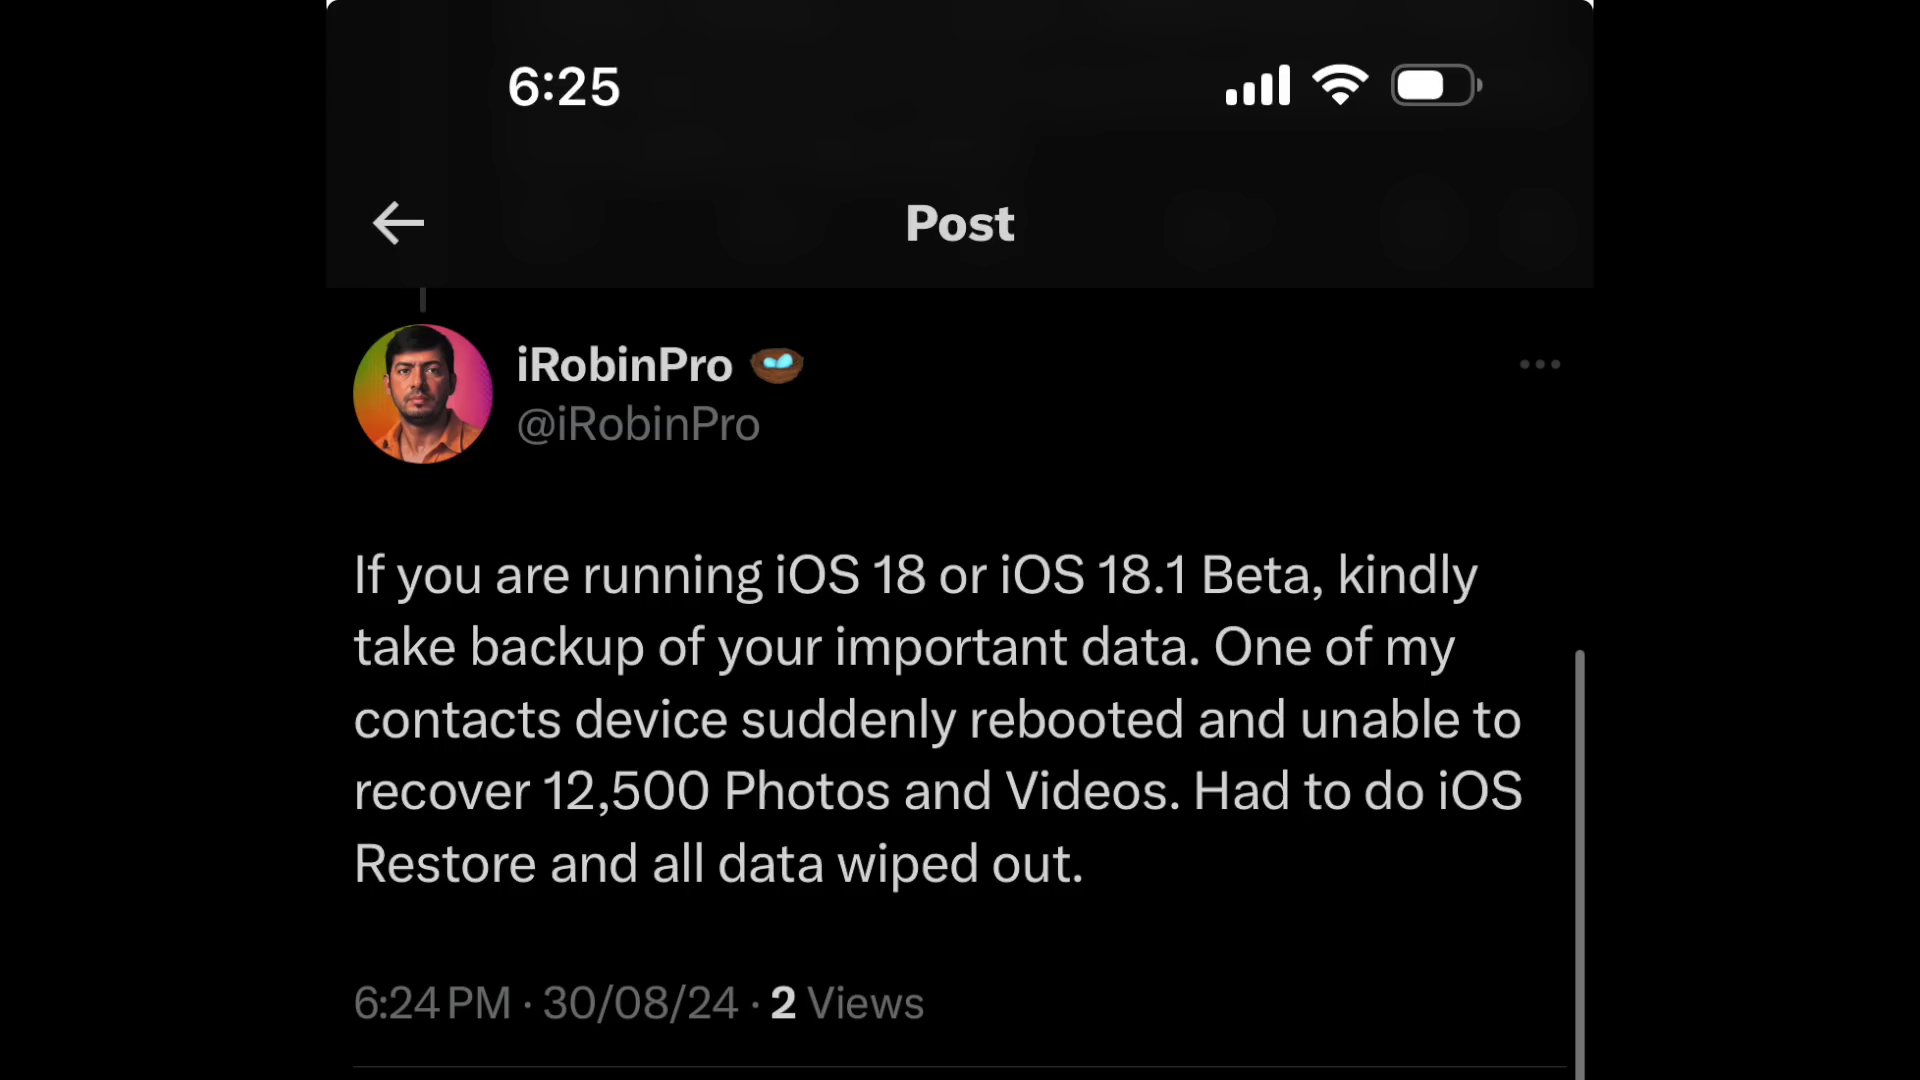 6:25
Post
iRobinPro 🪺
@iRobinPro
If you are running iOS 18 or iOS 18.1 Beta, kindly
take backup of your important data. One of my
contacts device suddenly rebooted and unable to
recover 12,500 Photos and Videos. Had to do iOS
Restore and all data wiped out.
6:24 PM · 30/08/24 · 2 Views